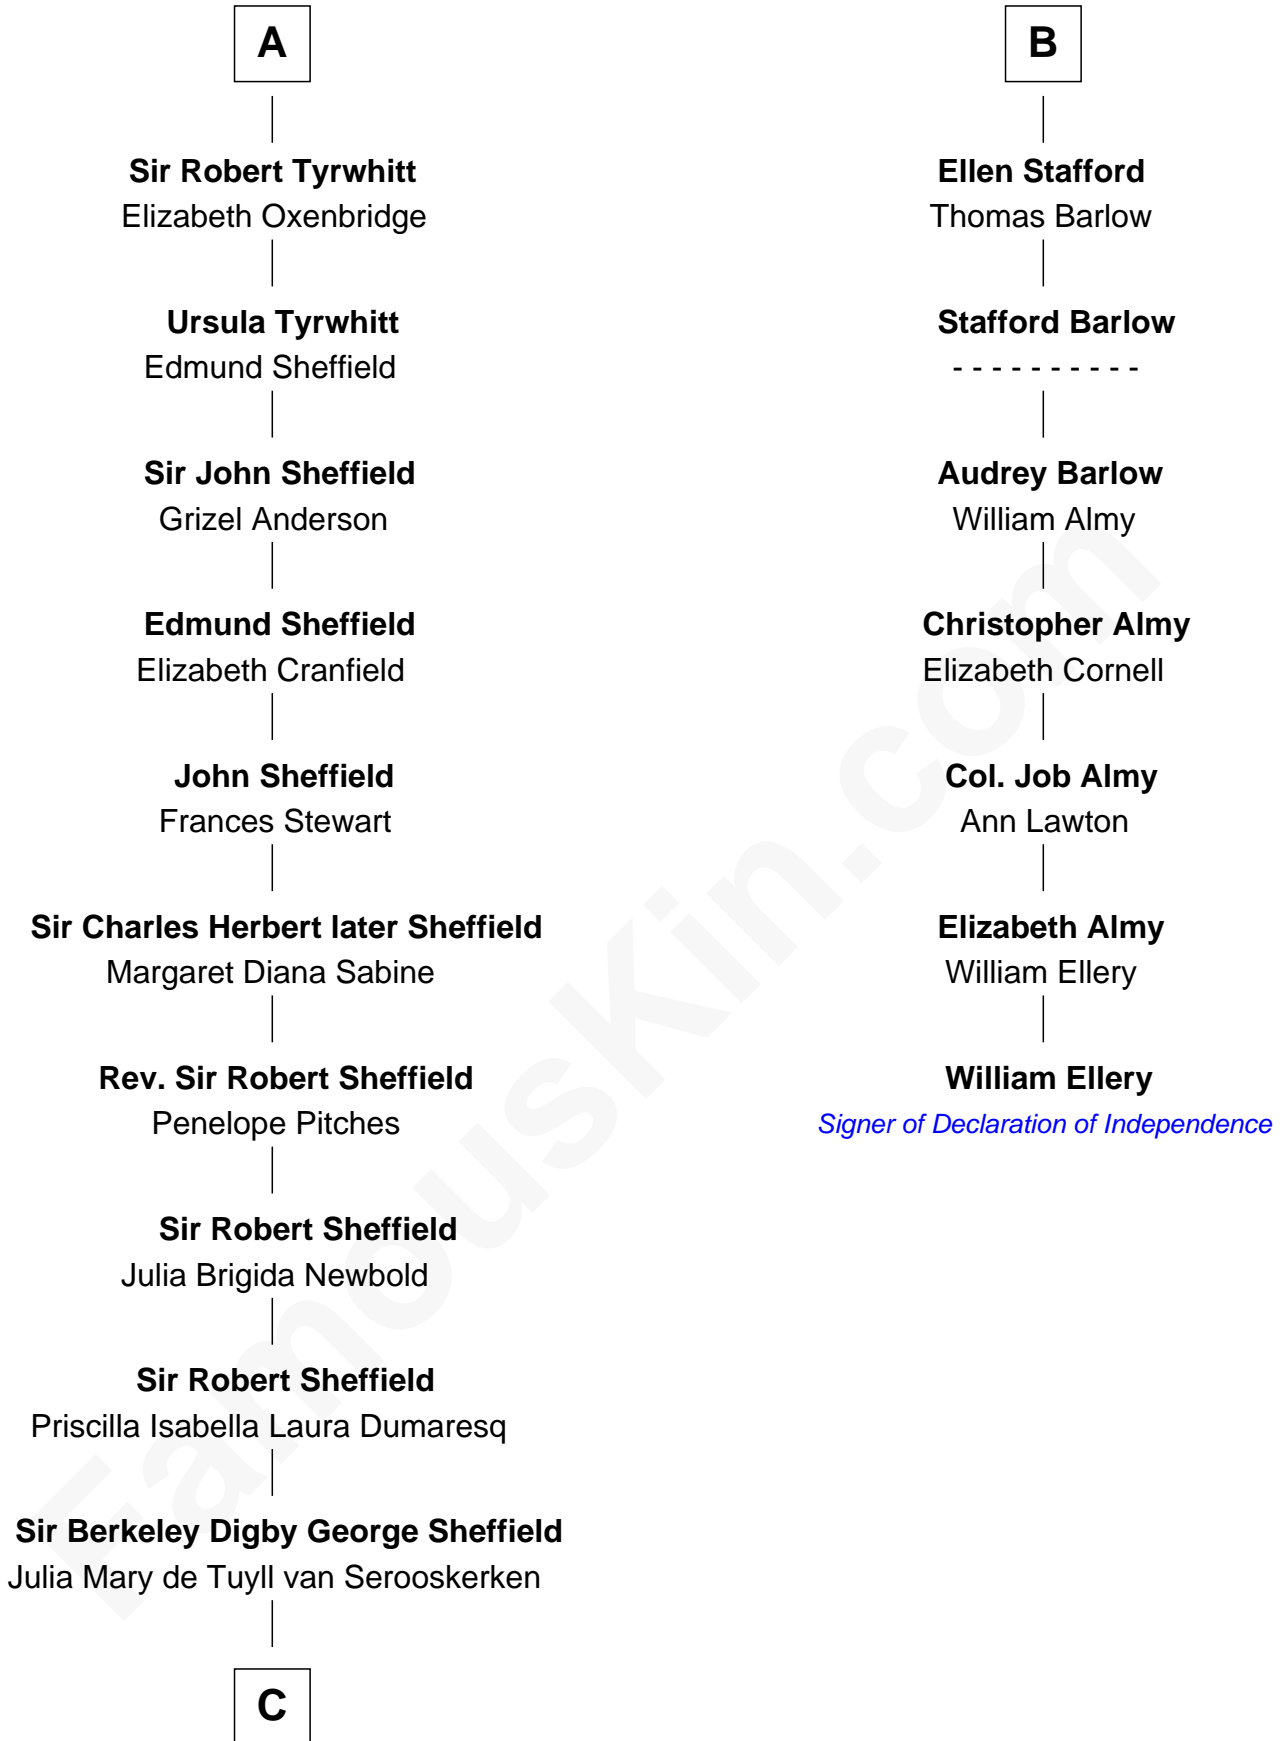 A
Sir Robert Tyrwhitt
Elizabeth Oxenbridge
Ursula Tyrwhitt
Edmund Sheffield
Sir John Sheffield
Grizel Anderson
Edmund Sheffield
Elizabeth Cranfield
John Sheffield
Frances Stewart
Sir Charles Herbert later Sheffield
Margaret Diana Sabine
Rev. Sir Robert Sheffield
Penelope Pitches
Sir Robert Sheffield
Julia Brigida Newbold
Sir Robert Sheffield
Priscilla Isabella Laura Dumaresq
Sir Berkeley Digby George Sheffield
Julia Mary de Tuyll van Serooskerken
C
B
Ellen Stafford
Thomas Barlow
Stafford Barlow
- - - - - - - - - -
Audrey Barlow
William Almy
Christopher Almy
Elizabeth Cornell
Col. Job Almy
Ann Lawton
Elizabeth Almy
William Ellery
William Ellery
Signer of Declaration of Independence
FamousKin.com